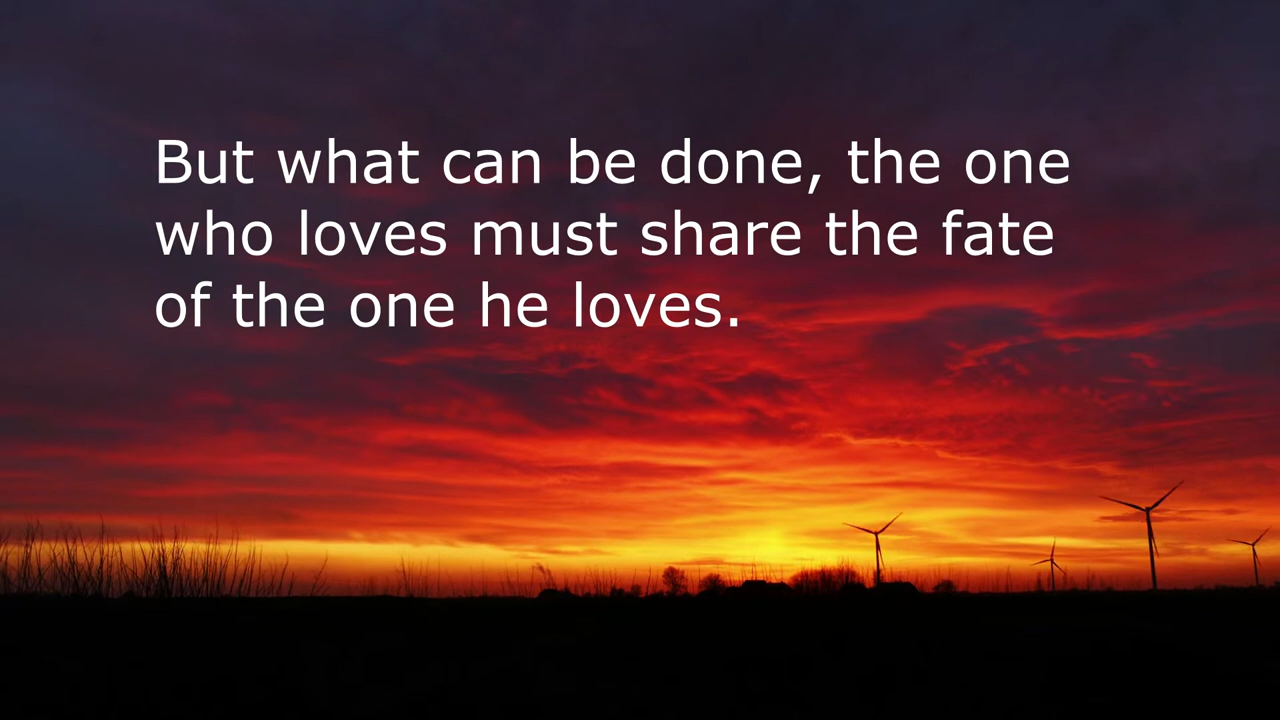 But what can be done, the one
who loves must share the fate
of the one he loves.